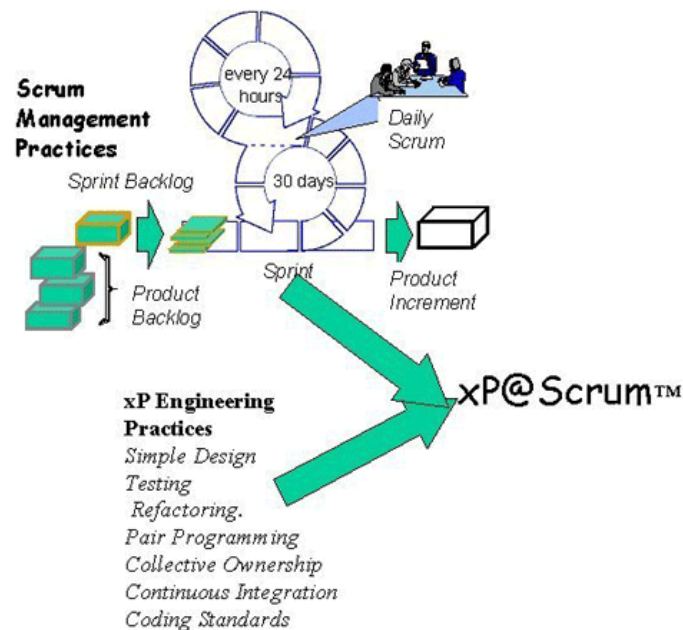 every 24
hours
Scrum
Management
Practices
Daily
Scrum
Sprint Backlog
30 days
Sprint
Product
Backlog
Product
Increment
xP@Scrum™
xP Engineering
Practices
Simple Design
Testing
Refactoring.
Pair Programming
Collective Ownership
Continuous Integration
Coding Standards